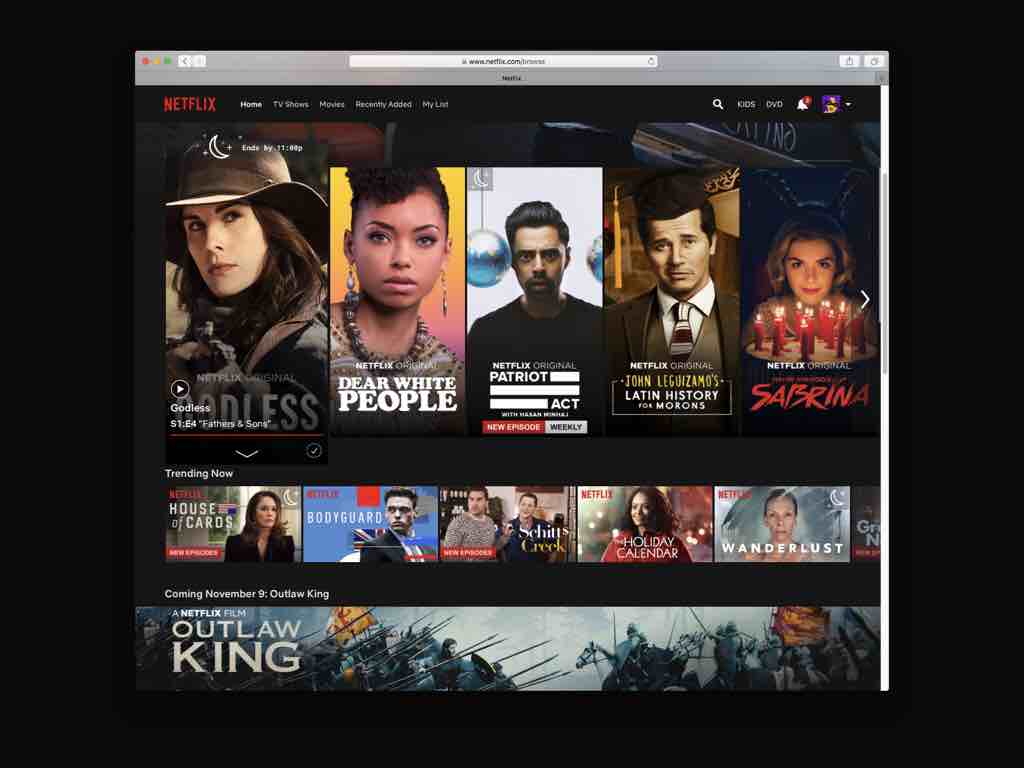 www.netflix.com/browse
Netflix
NETFLIX Home TV Shows Movies Recently Added My List KIDS DVD
Ends by 11:00p
NETFLIX ORIGINAL
GODLESS
Godless
S1:E4 "Fathers & Sons"
NETFLIX ORIGINAL
DEAR WHITE
PEOPLE
NETFLIX ORIGINAL
PATRIOT
ACT
WITH HASAN MINHAJ
NEW EPISODE WEEKLY
NETFLIX ORIGINAL
JOHN LEGUIZAMO'S
LATIN HISTORY
FOR MORONS
NETFLIX ORIGINAL
SABRINA
Trending Now
NETFLIX
HOUSE
of CARDS
NEW EPISODES
NETFLIX
BODYGUARD
Schitt's
Creek
NEW EPISODES
NETFLIX
THE HOLIDAY
CALENDAR
NETFLIX
WANDERLUST
Coming November 9: Outlaw King
A NETFLIX FILM
OUTLAW
KING